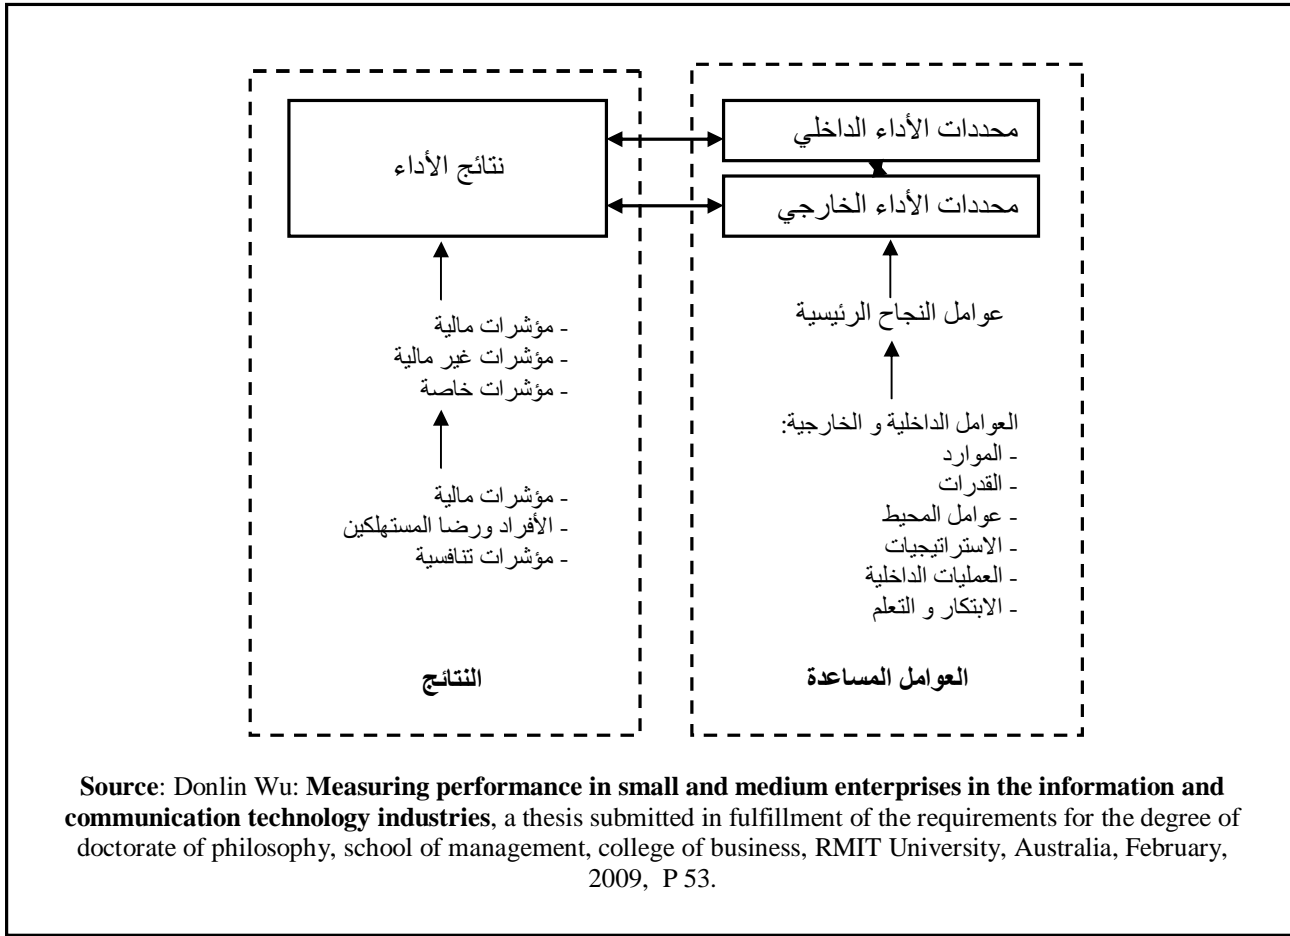 محددات الأداء الداخلي
محددات الأداء الخارجي
عوامل النجاح الرئيسية
العوامل الداخلية و الخارجية:
- الموارد
- القدرات
- عوامل المحيط
- الاستراتيجيات
- العمليات الداخلية
- الابتكار و التعلم
العوامل المساعدة
نتائج الأداء
- مؤشرات مالية
- مؤشرات غير مالية
- مؤشرات خاصة
- مؤشرات مالية
- الأفراد ورضا المستهلكين
- مؤشرات تنافسية
النتائج
Source: Donlin Wu: Measuring performance in small and medium enterprises in the information and
communication technology industries, a thesis submitted in fulfillment of the requirements for the degree of
doctorate of philosophy, school of management, college of business, RMIT University, Australia, February,
2009, P 53.